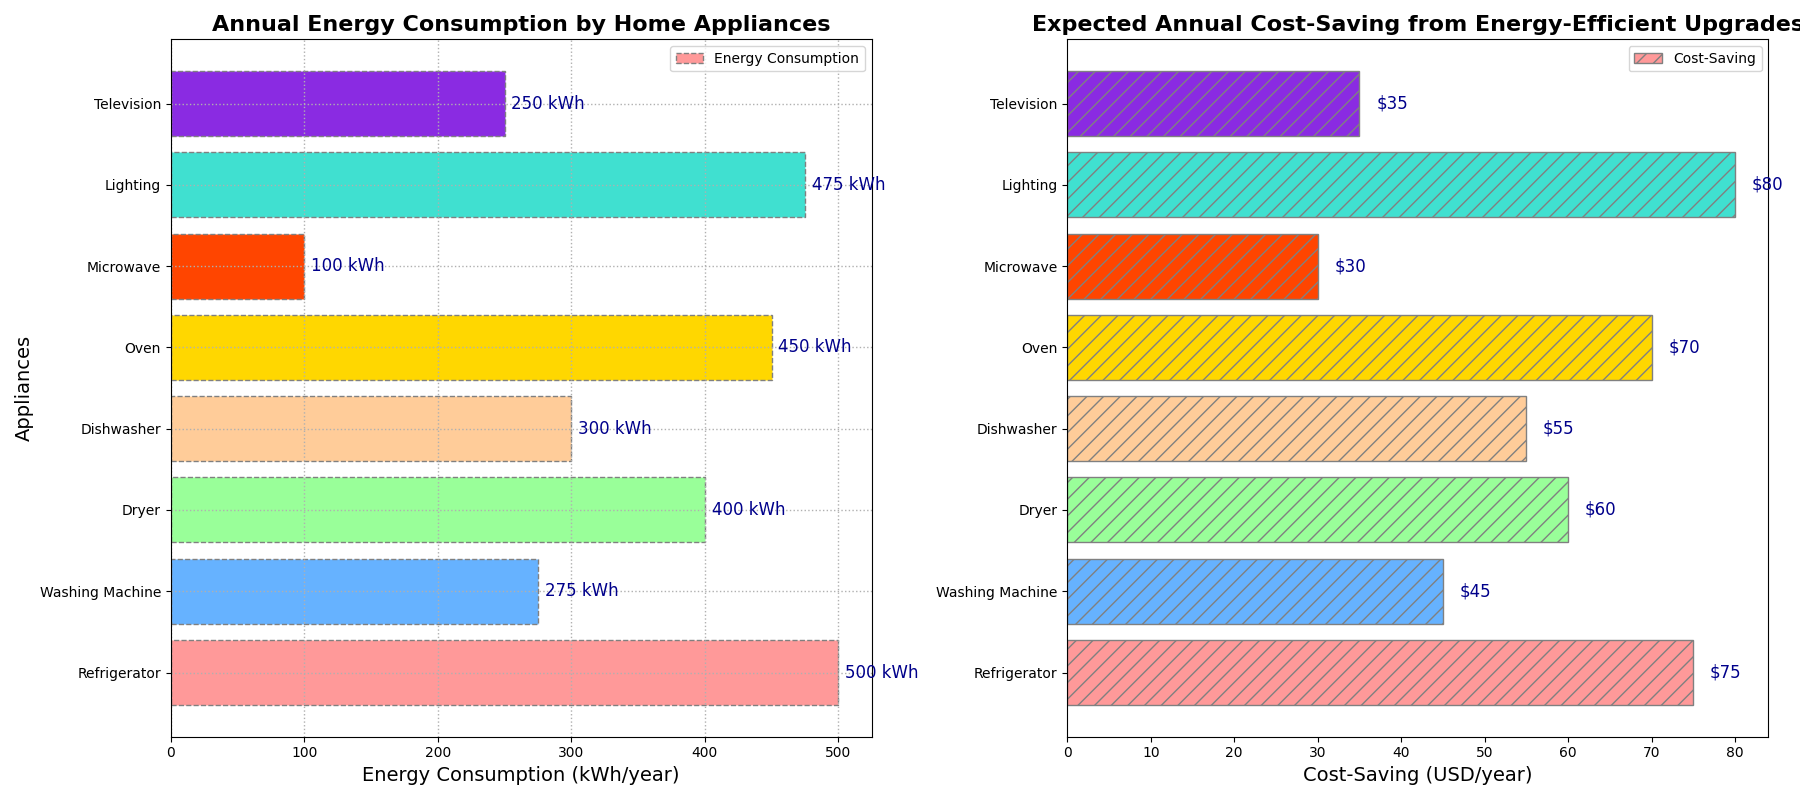 Annual Energy Consumption by Home Appliances
Energy Consumption
Appliances
Television
250 kWh
Lighting
475 kWh
Microwave
100 kWh
Oven
450 kWh
Dishwasher
300 kWh
Dryer
400 kWh
Washing Machine
275 kWh
Refrigerator
500 kWh
0 100 200 300 400 500
Energy Consumption (kWh/year)
Expected Annual Cost-Saving from Energy-Efficient Upgrades
Cost-Saving
Television
$35
Lighting
$80
Microwave
$30
Oven
$70
Dishwasher
$55
Dryer
$60
Washing Machine
$45
Refrigerator
$75
0 10 20 30 40 50 60 70 80
Cost-Saving (USD/year)